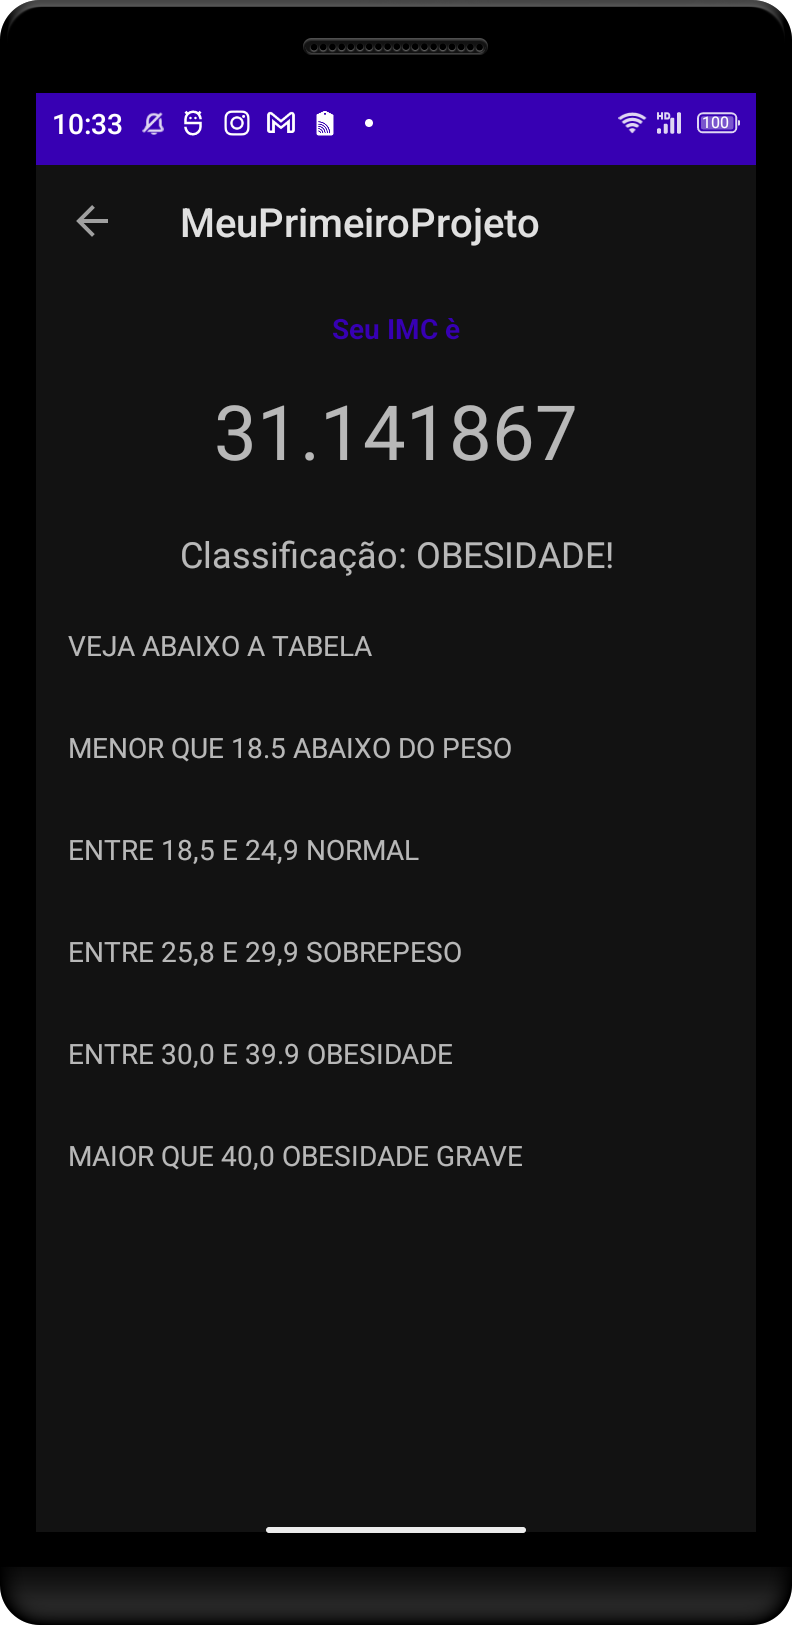 10:33
HD
100
MeuPrimeiroProjeto
Seu IMC è
31.141867
Classificação: OBESIDADE!
VEJA ABAIXO A TABELA
MENOR QUE 18.5 ABAIXO DO PESO
ENTRE 18,5 E 24,9 NORMAL
ENTRE 25,8 E 29,9 SOBREPESO
ENTRE 30,0 E 39.9 OBESIDADE
MAIOR QUE 40,0 OBESIDADE GRAVE